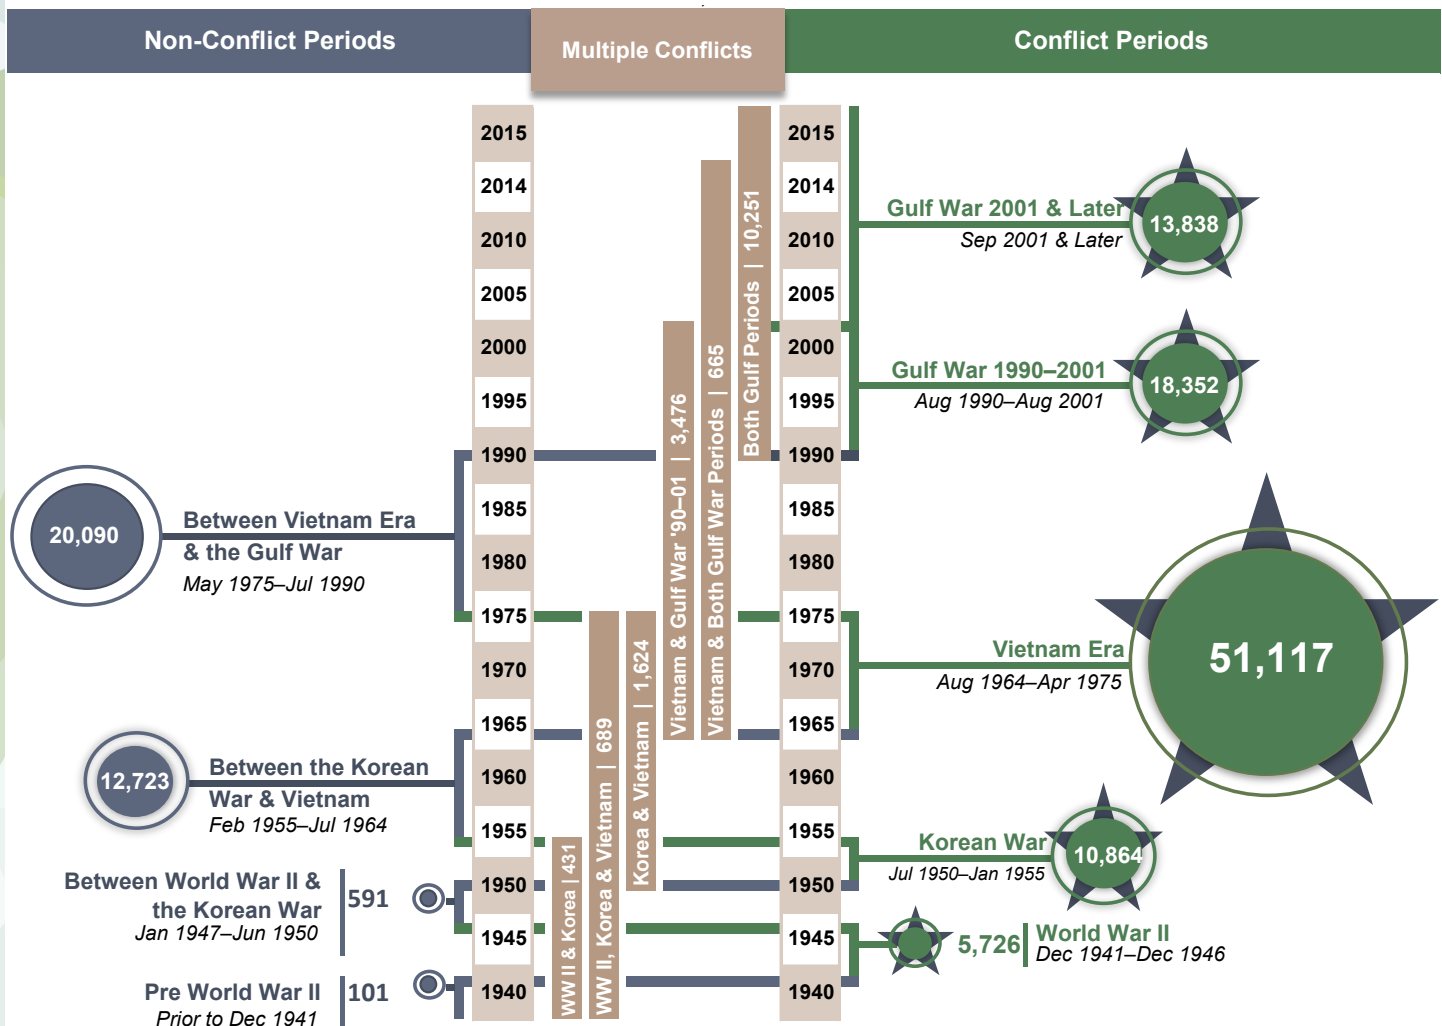 Non-Conflict Periods
Multiple Conflicts
Conflict Periods
2015
2014
2010
2005
2000
1995
1990
1985
1980
1975
1970
1965
1960
1955
1950
1945
1940
20,090
Between Vietnam Era
& the Gulf War
May 1975–Jul 1990
12,723
Between the Korean
War & Vietnam
Feb 1955–Jul 1964
Between World War II &
the Korean War
Jan 1947–Jun 1950
591
Pre World War II
Prior to Dec 1941
101
WW II & Korea | 431
WW II, Korea & Vietnam | 689
Korea & Vietnam | 1,624
Vietnam & Gulf War '90–01 | 3,476
Vietnam & Both Gulf War Periods | 665
Both Gulf Periods | 10,251
2015
2014
2010
2005
2000
1995
1990
1985
1980
1975
1970
1965
1960
1955
1950
1945
1940
Gulf War 2001 & Later
Sep 2001 & Later
13,838
Gulf War 1990–2001
Aug 1990–Aug 2001
18,352
Vietnam Era
Aug 1964–Apr 1975
51,117
Korean War
Jul 1950–Jan 1955
10,864
5,726
World War II
Dec 1941–Dec 1946